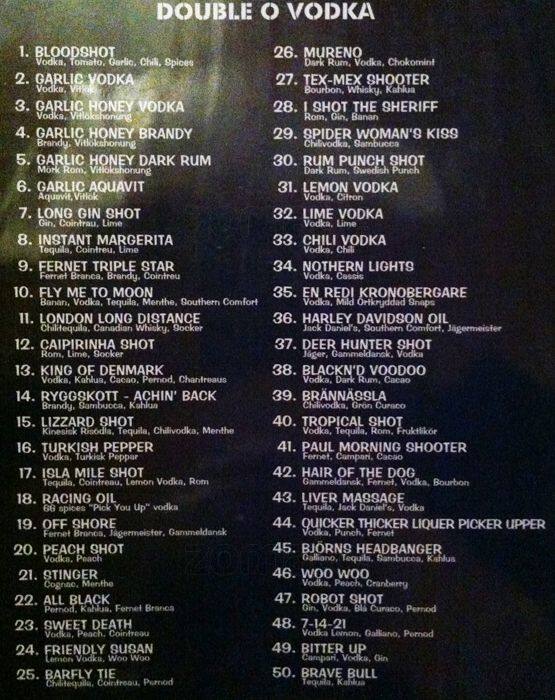 DOUBLE O VODKA
1. BLOODSHOT
Vodka, Tomato, Garlic, Chili, Spices
2. GARLIC VODKA
Vodka, Vitlök
3. GARLIC HONEY VODKA
Vodka, Vitlökshonung
4. GARLIC HONEY BRANDY
Brandy, Vitlökshonung
5. GARLIC HONEY DARK RUM
Mörk Rom, Vitlökshonung
6. GARLIC AQUAVIT
Aquavit, Vitlök
7. LONG GIN SHOT
Gin, Cointrau, Lime
8. INSTANT MARGERITA
Tequila, Cointreu, Lime
9. FERNET TRIPLE STAR
Fernet Branca, Brandy, Cointreu
10. FLY ME TO MOON
Banan, Vodka, Tequila, Menthe, Southern Comfort
11. LONDON LONG DISTANCE
Chilitequila, Canadian Whisky, Socker
12. CAIPIRINHA SHOT
Rom, Lime, Socker
13. KING OF DENMARK
Vodka, Kahlua, Cacao, Pernod, Chantreaus
14. RYGGSKOTT - ACHIN' BACK
Brandy, Sambucca, Kahlua
15. LIZZARD SHOT
Kinesisk Risödla, Tequila, Chilivodka, Menthe
16. TURKISH PEPPER
Vodka, Turkisk Peppar
17. ISLA MILE SHOT
Tequila, Cointreau, Lemon Vodka, Rom
18. RACING OIL
66 spices "Pick You Up" vodka
19. OFF SHORE
Fernet Branca, Jägermeister, Gammeldansk
20. PEACH SHOT
Vodka, Peach
21. STINGER
Cognac, Menthe
22. ALL BLACK
Pernod, Kahlua, Fernet Branca
23. SWEET DEATH
Vodka, Peach, Cointreau
24. FRIENDLY SUSAN
Lemon Vodka, Woo Woo
25. BARFLY TIE
Chilitequila, Cointreau, Pernod
26. MURENO
Dark Rum, Vodka, Chokomint
27. TEX-MEX SHOOTER
Bourbon, Whisky, Kahlua
28. I SHOT THE SHERIFF
Rom, Gin, Banan
29. SPIDER WOMAN'S KISS
Chilivodka, Sambucca
30. RUM PUNCH SHOT
Dark Rum, Swedish Punch
31. LEMON VODKA
Vodka, Citron
32. LIME VODKA
Vodka, Lime
33. CHILI VODKA
Vodka, Chili
34. NOTHERN LIGHTS
Vodka, Cassis
35. EN REDI KRONOBERGARE
Vodka, Mild Örtkryddad Snaps
36. HARLEY DAVIDSON OIL
Jack Daniel's, Southern Comfort, Jägermeister
37. DEER HUNTER SHOT
Jäger, Gammeldansk, Vodka
38. BLACKN'D VOODOO
Vodka, Dark Rum, Cacao
39. BRÄNNÄSSLA
Chilivodka, Grön Curaco
40. TROPICAL SHOT
Vodka, Tequila, Rom, Fruktlikör
41. PAUL MORNING SHOOTER
Fernet, Campari, Cacao
42. HAIR OF THE DOG
Gammeldansk, Fernet, Vodka, Bourbon
43. LIVER MASSAGE
Tequila, Jack Daniel's, Vodka
44. QUICKER THICKER LIQUER PICKER UPPER
Vodka, Punch, Fernet
45. BJÖRNS HEADBANGER
Galliano, Tequila, Sambucca, Kahlua
46. WOO WOO
Vodka, Peach, Cranberry
47. ROBOT SHOT
Gin, Vodka, Blå Curaco, Pernod
48. 7-14-21
Vodka Lemon, Galliano, Pernod
49. BITTER UP
Campari, Vodka, Gin
50. BRAVE BULL
Tequila, Kahlua